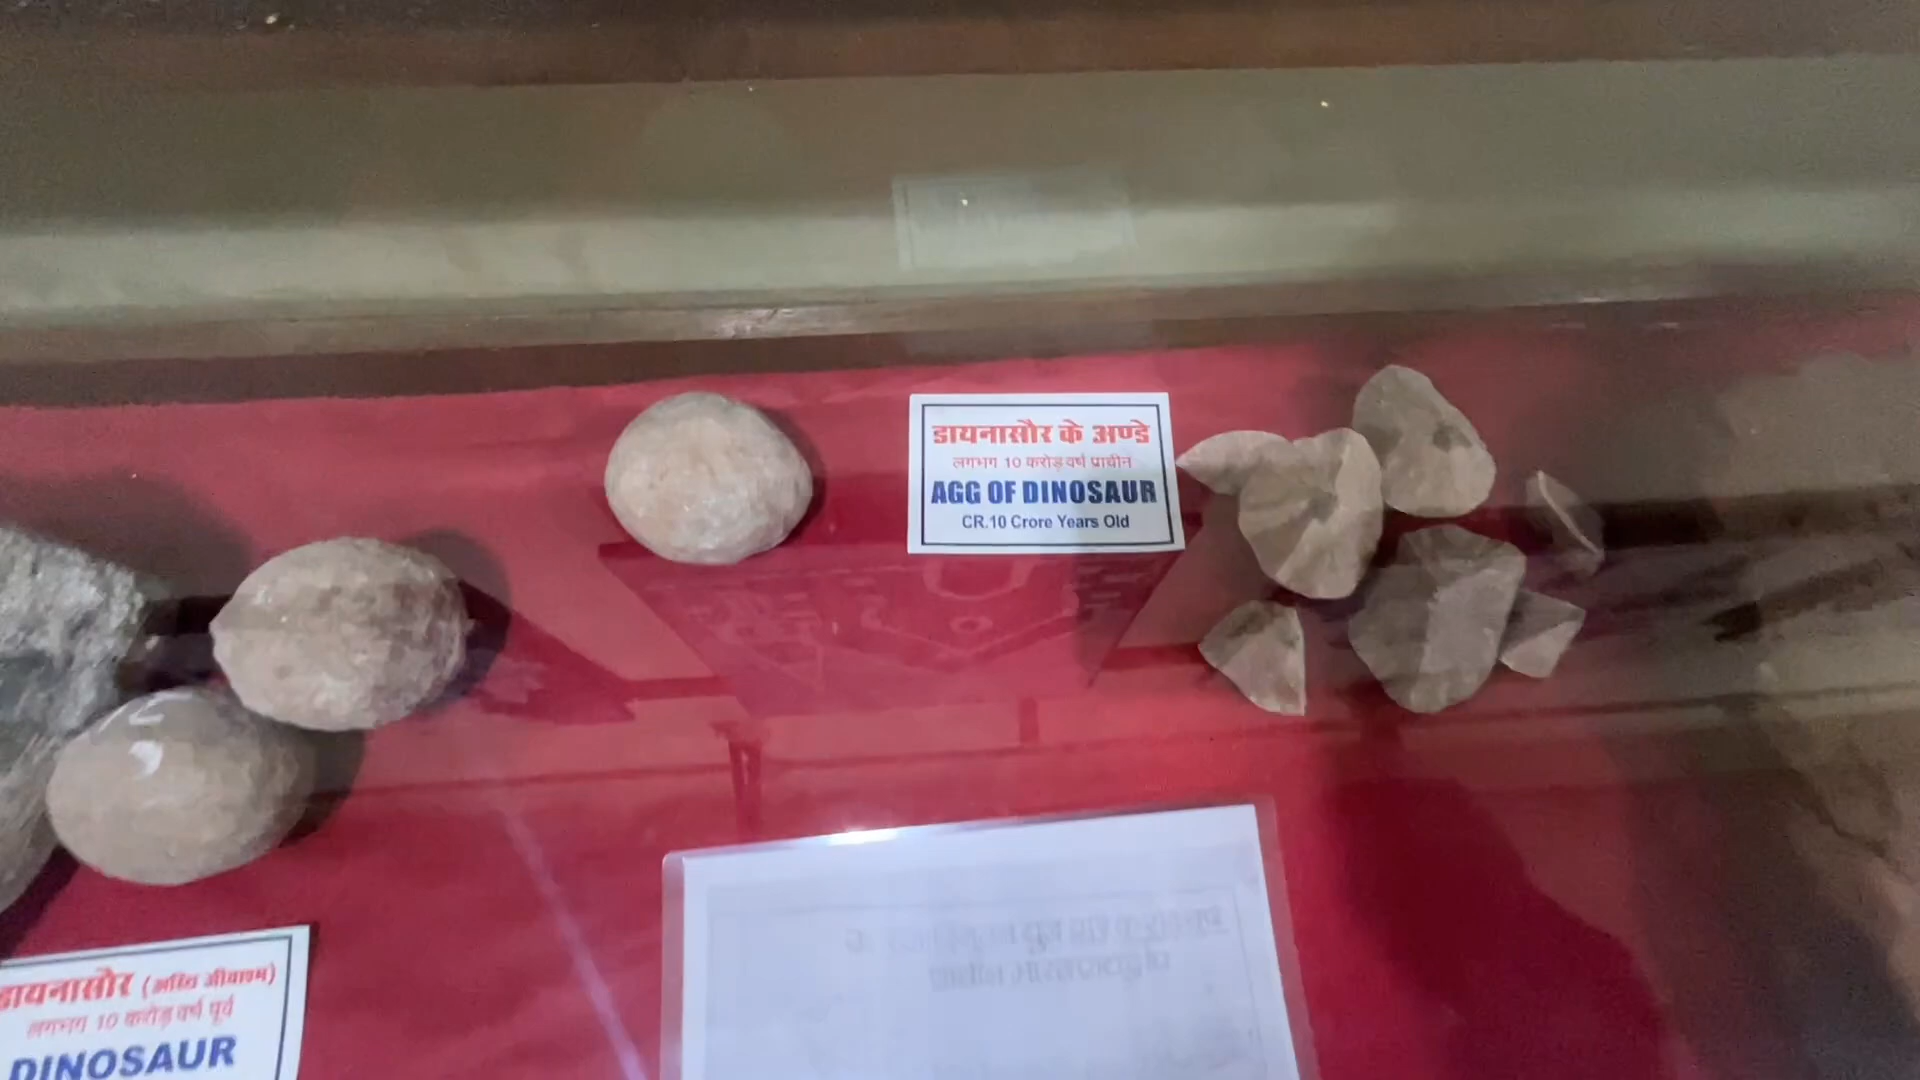 डायनासौर के अण्डे
लगभग 10 करोड़ वर्ष प्राचीन
AGG OF DINOSAUR
CR.10 Crore Years Old
डायनासोर (अस्थि जीवाश्म)
लगभग 10 करोड़ वर्ष पूर्व
DINOSAUR